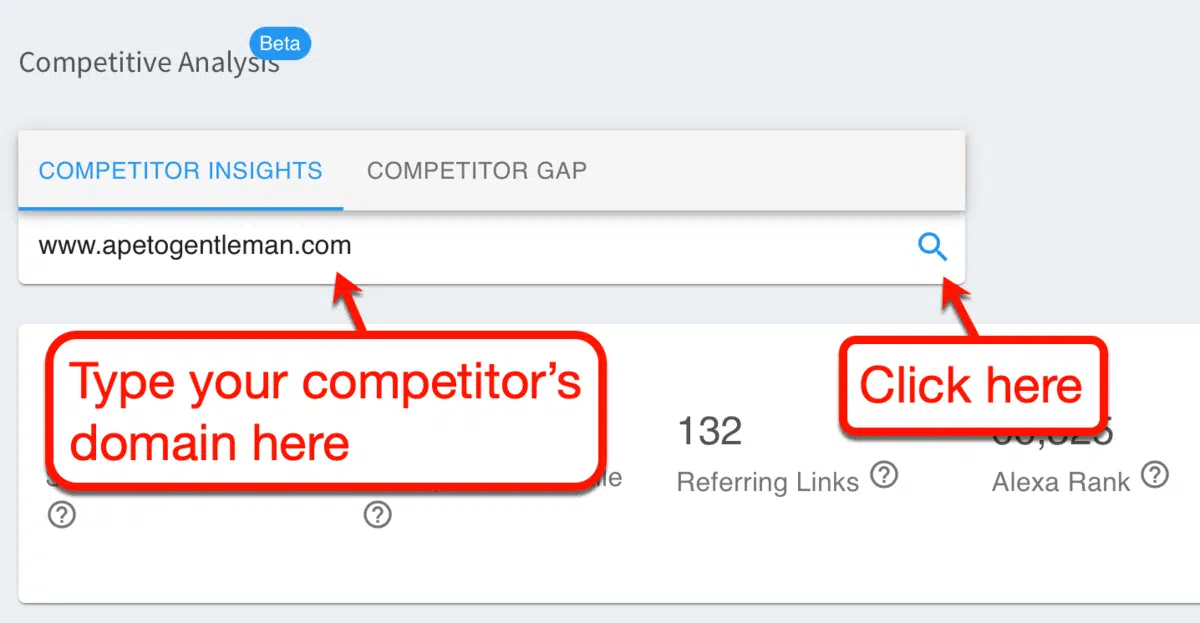 Competitive Analysis
Beta
COMPETITOR INSIGHTS COMPETITOR GAP
www.apetogentleman.com
Type your competitor's
domain here
Click here
132
Referring Links ?
Alexa Rank ?
? ?